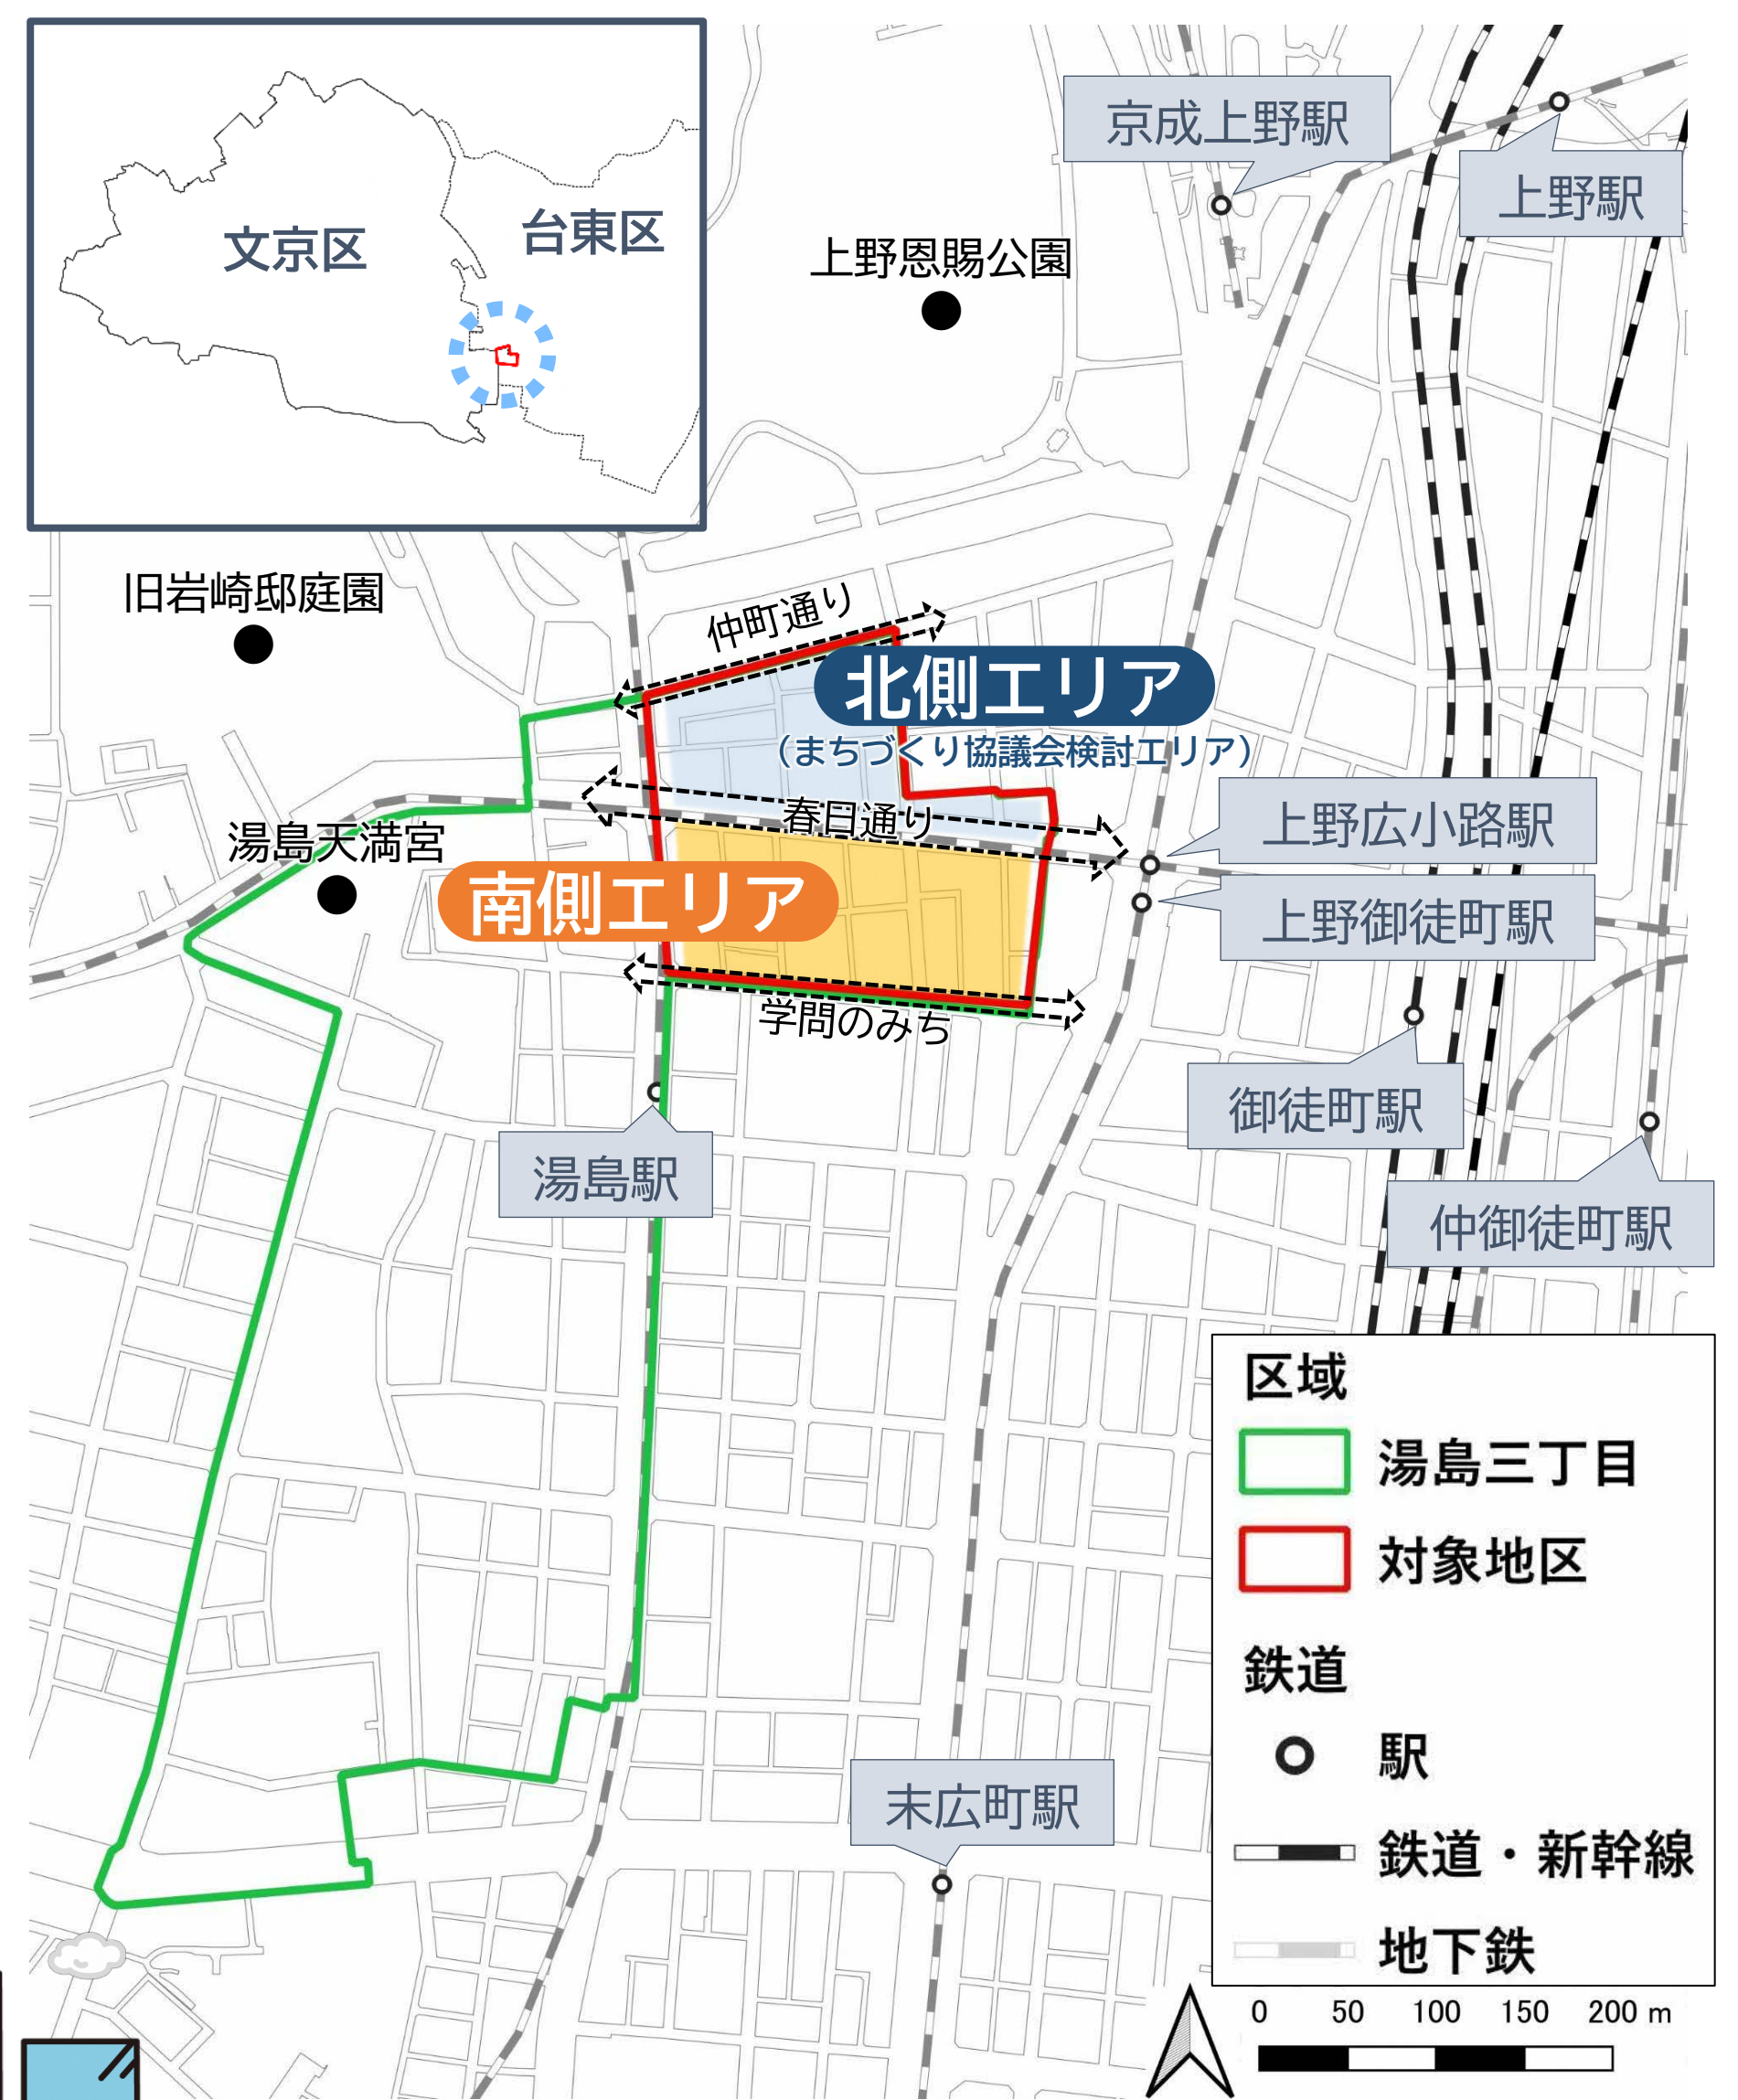 文京区
台東区
京成上野駅
上野駅
上野恩賜公園
旧岩崎邸庭園
仲町通り
北側エリア
（まちづくり協議会検討エリア）
春日通り
上野広小路駅
湯島天満宮
南側エリア
上野御徒町駅
学問のみち
御徒町駅
湯島駅
仲御徒町駅
末広町駅
区域
湯島三丁目
対象地区
鉄道
駅
鉄道・新幹線
地下鉄
0 50 100 150 200 m